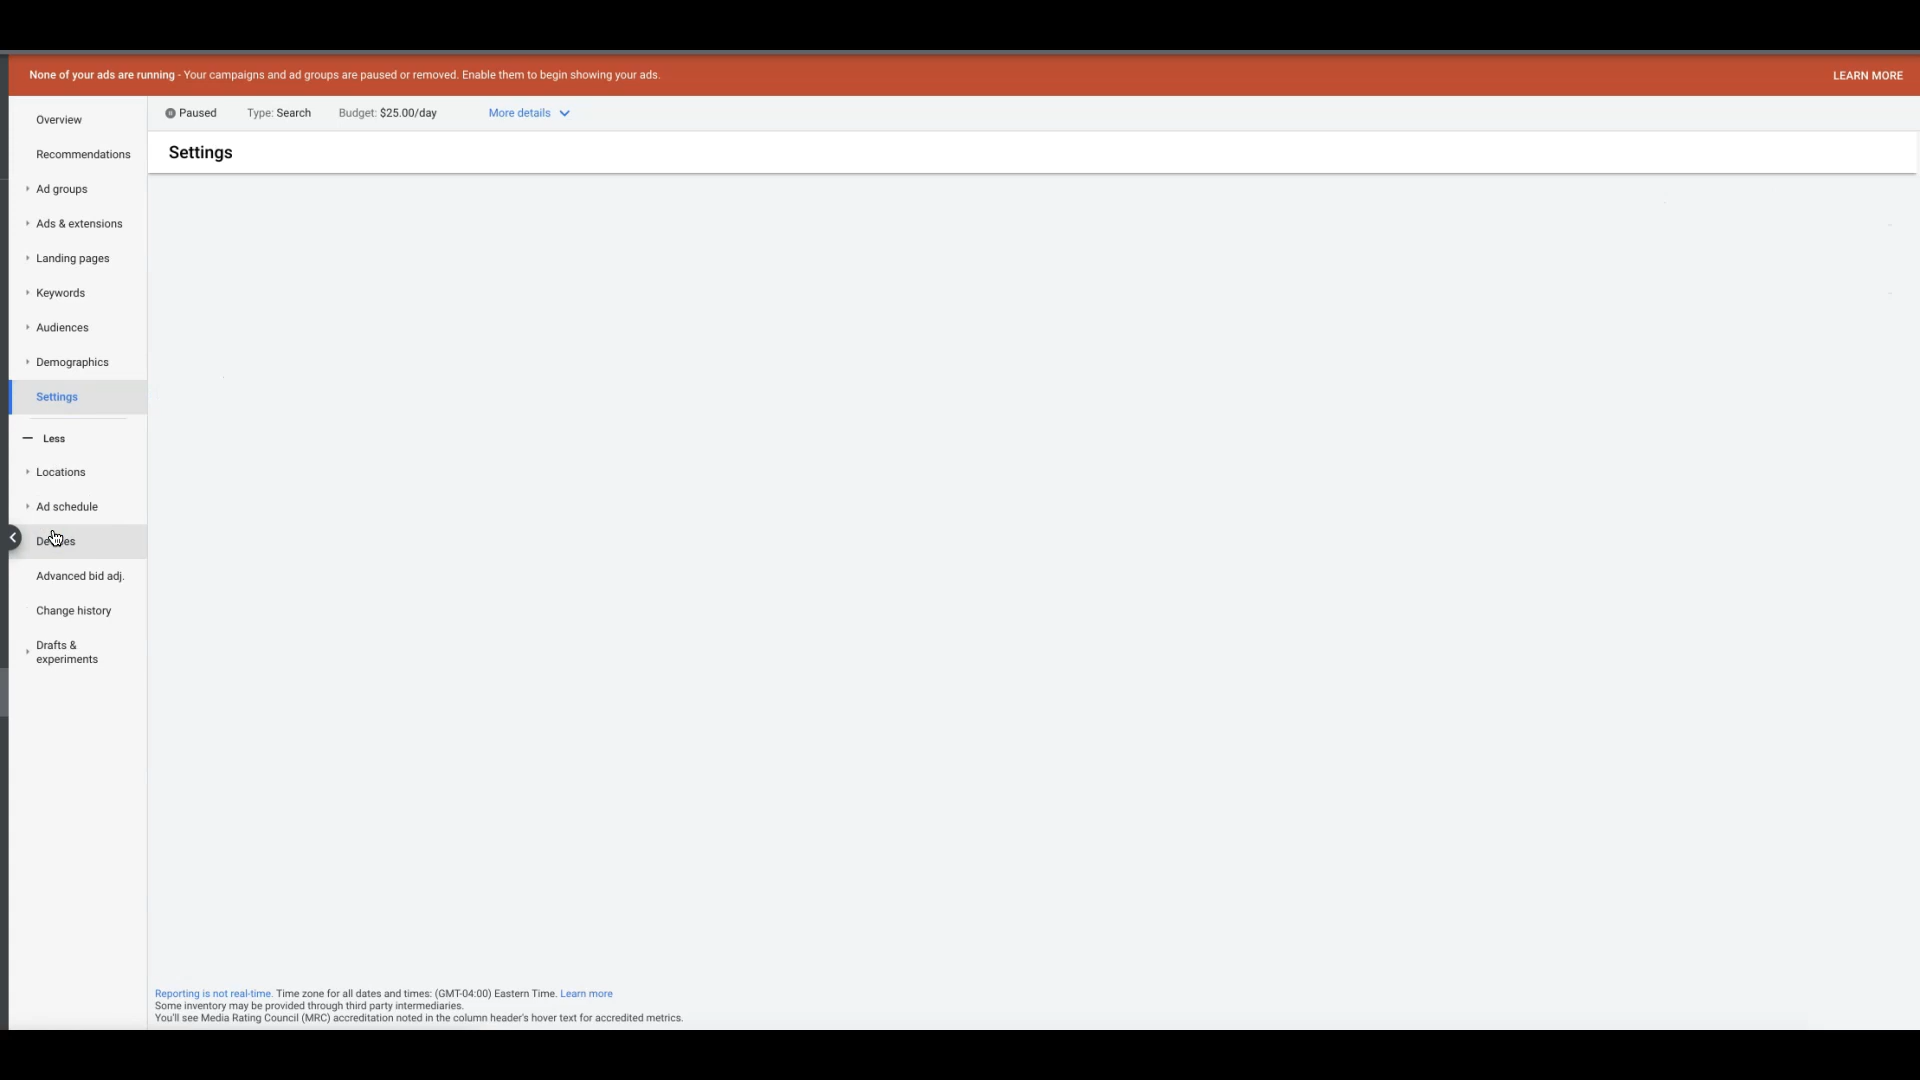 None of your ads are running - Your campaigns and ad groups are paused or removed. Enable them to begin showing your ads.
LEARN MORE
Overview
Paused
Type: Search
Budget: $25.00/day
More details
Recommendations
Settings
Ad groups
Ads & extensions
Landing pages
Keywords
Audiences
Demographics
Settings
Less
Locations
Ad schedule
Advanced bid adj.
Change history
Drafts &
experiments
Reporting is not real-time. Time zone for all dates and times: (GMT-04:00) Eastern Time. Learn more
Some inventory may be provided through third party intermediaries.
You'll see Media Rating Council (MRC) accreditation noted in the column header's hover text for accredited metrics.